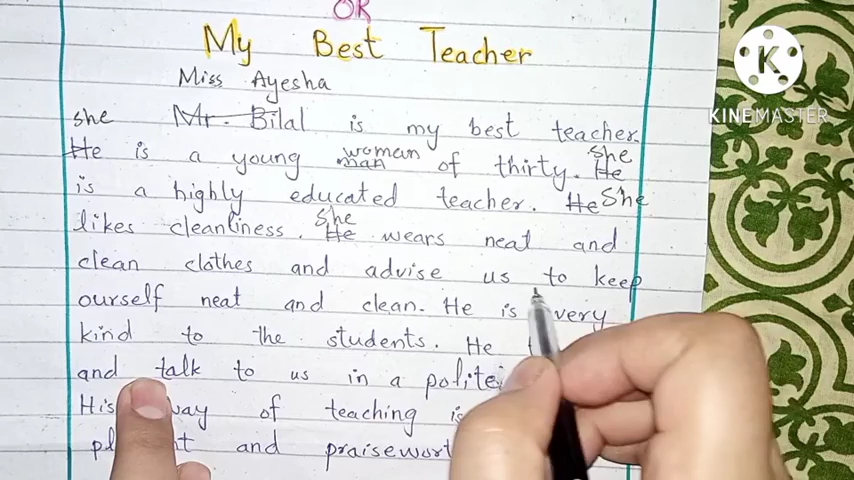 OR
My Best Teacher
Miss Ayesha
she Mr. Bilal is my best teacher.
He is a young woman man of thirty. She He
is a highly educated teacher. He She
likes cleanliness. She He wears neat and
clean clothes and advise us to keep
ourself neat and clean. He is very
kind to the students. He
and talk to us in a polite
His way of teaching is
and praisewort
K
KINEMASTER